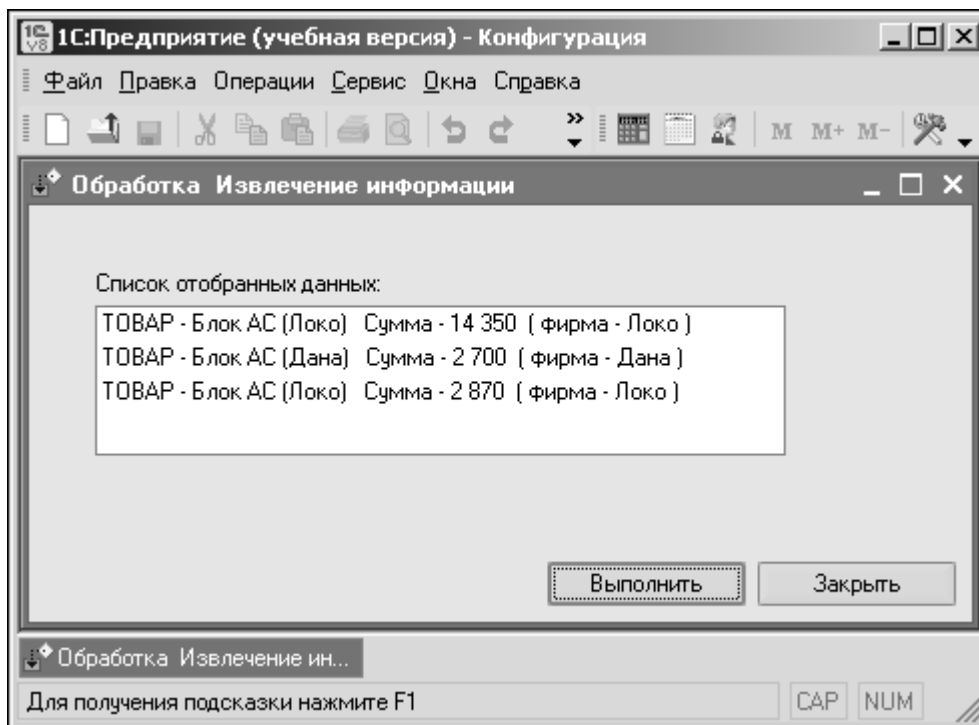 1С:Предприятие (учебная версия) - Конфигурация
Файл Правка Операции Сервис Окна Справка
M M+ M-
Обработка Извлечение информации
Список отобранных данных:
ТОВАР - Блок АС (Локо) Сумма - 14 350 ( фирма - Локо )
ТОВАР - Блок АС (Дана) Сумма - 2 700 ( фирма - Дана )
ТОВАР - Блок АС (Локо) Сумма - 2 870 ( фирма - Локо )
Выполнить Закрыть
Обработка Извлечение ин...
Для получения подсказки нажмите F1 CAP NUM